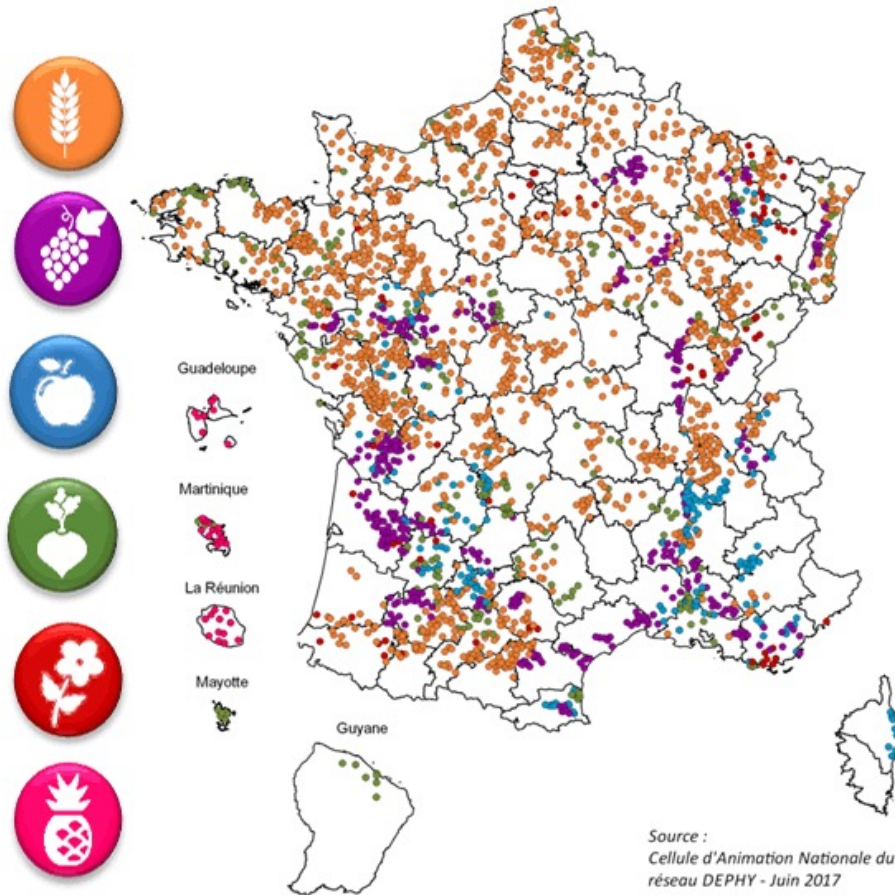 Guadeloupe
Martinique
La Réunion
Mayotte
Guyane
Source :
Cellule d'Animation Nationale du
réseau DEPHY - Juin 2017